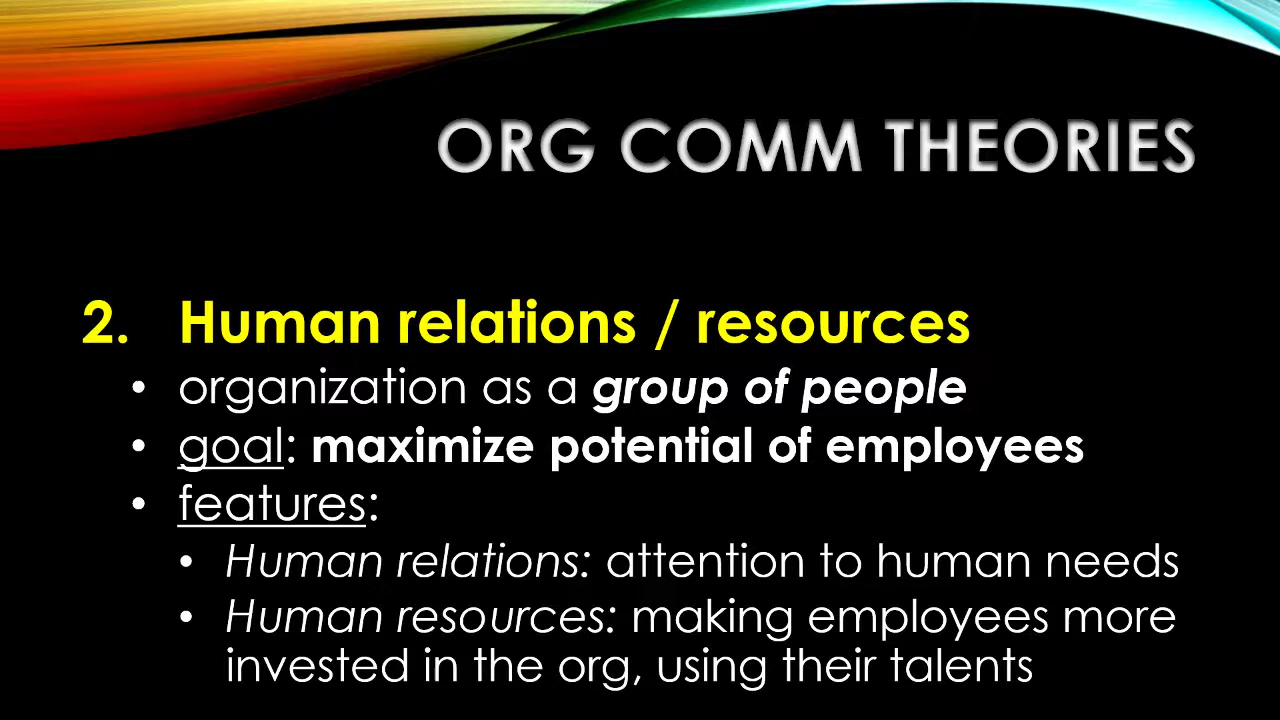 ORG COMM THEORIES
2. Human relations / resources
• organization as a group of people
• goal: maximize potential of employees
• features:
• Human relations: attention to human needs
• Human resources: making employees more
invested in the org, using their talents